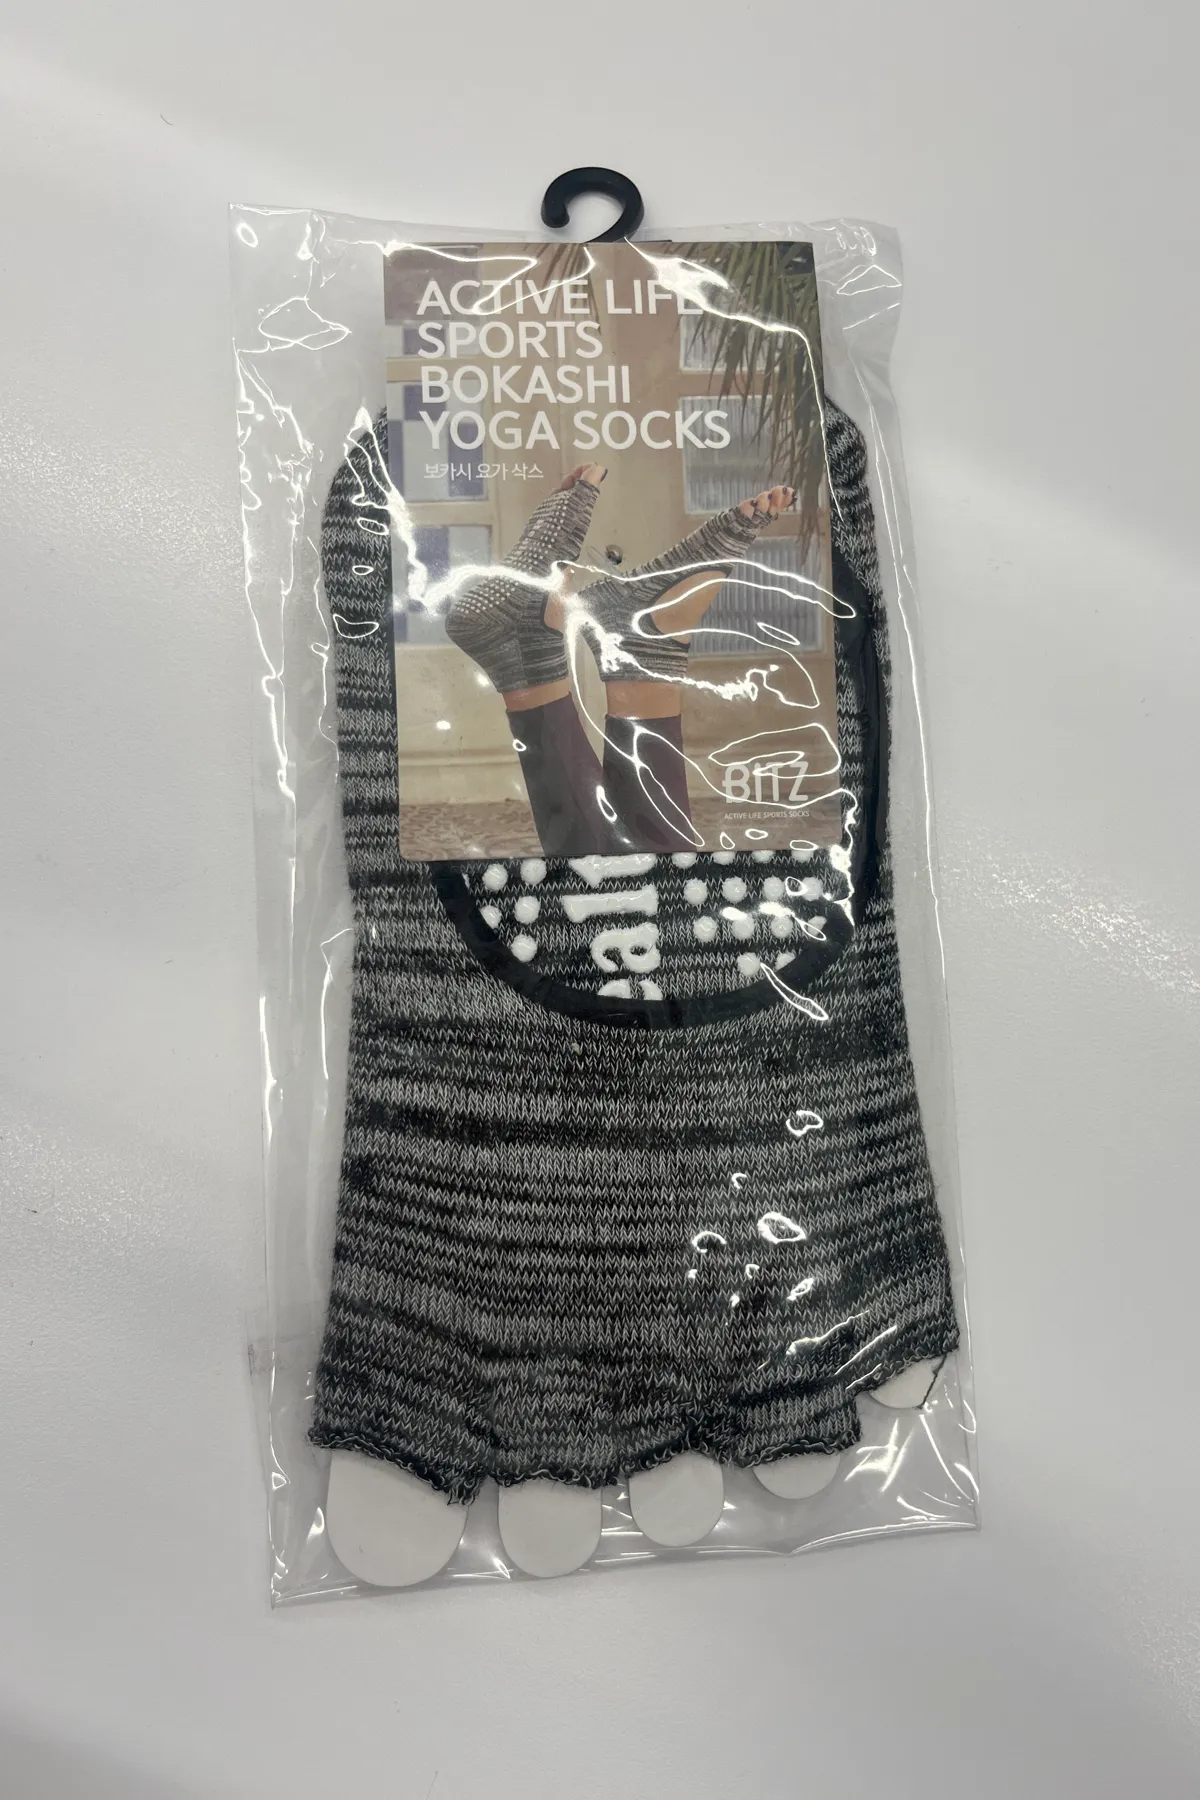 ACTIVE LIFE
SPORTS
BOKASHI
YOGA SOCKS
보카시 요가 삭스
BITZ
ACTIVE LIFE SPORTS SOCKS